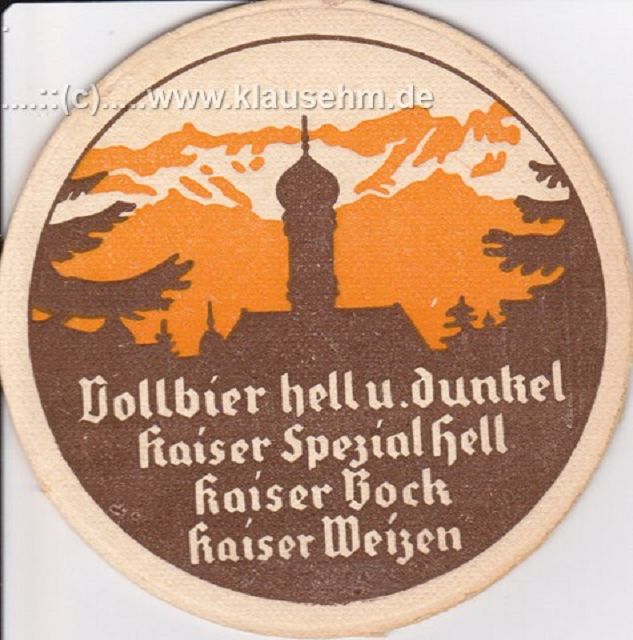 ....::(c).....www.klausehm.de
Vollbier hell u. dunkel
Kaiser Spezial hell
Kaiser Bock
Kaiser Weizen